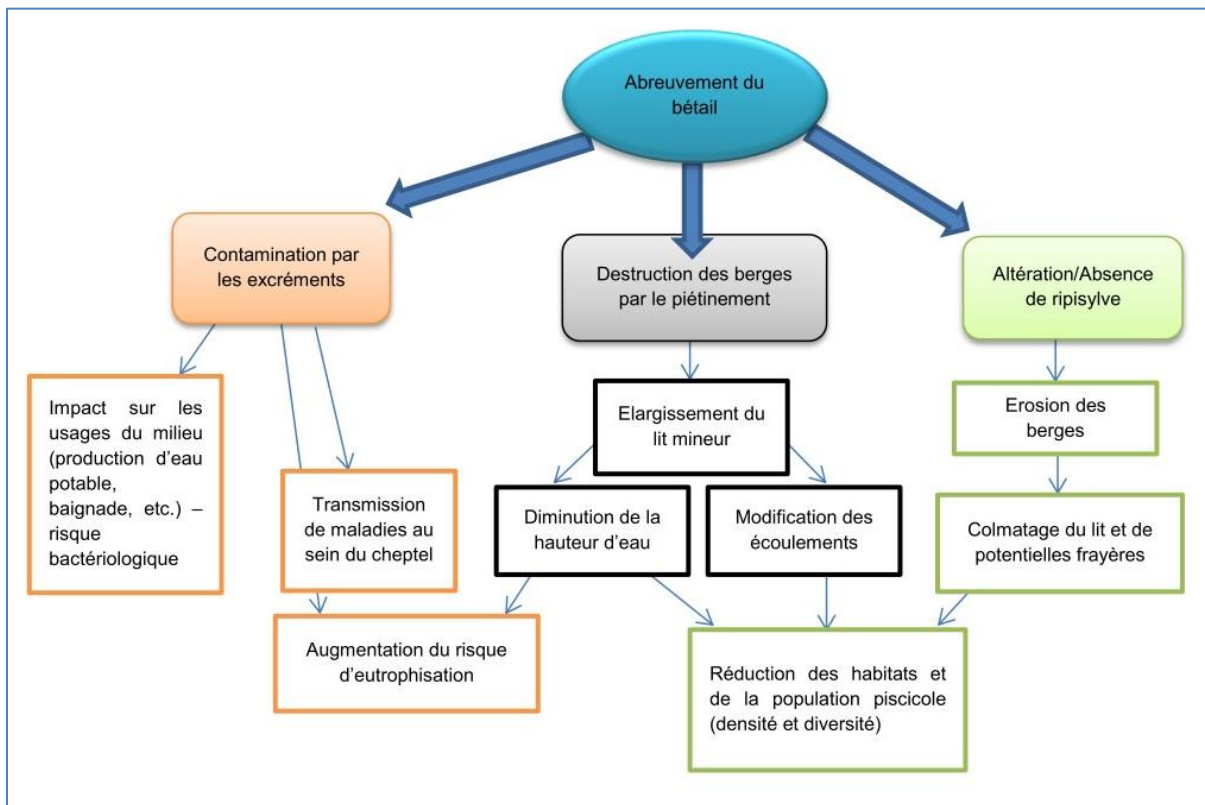 Abreuvement du
bétail
Contamination par
les excréments
Destruction des berges
par le piétinement
Altération/Absence
de ripisylve
Impact sur les
usages du milieu
(production d’eau
potable,
baignade, etc.) –
risque
bactériologique
Transmission
de maladies au
sein du cheptel
Elargissement du
lit mineur
Erosion des
berges
Diminution de la
hauteur d’eau
Modification des
écoulements
Colmatage du lit et de
potentielles frayères
Augmentation du risque
d’eutrophisation
Réduction des habitats et
de la population piscicole
(densité et diversité)